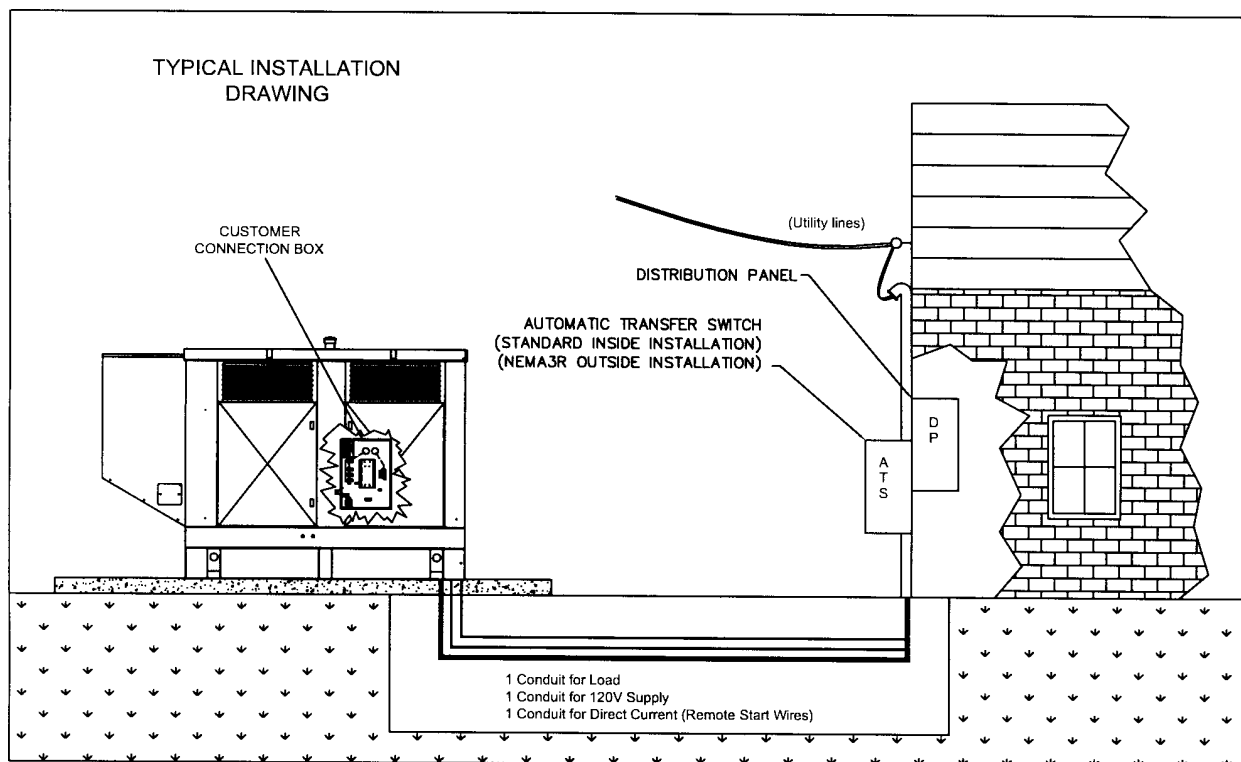 TYPICAL INSTALLATION
DRAWING
(Utility lines)
CUSTOMER
CONNECTION BOX
DISTRIBUTION PANEL
AUTOMATIC TRANSFER SWITCH
(STANDARD INSIDE INSTALLATION)
(NEMA3R OUTSIDE INSTALLATION)
D
P
A
T
S
1 Conduit for Load
1 Conduit for 120V Supply
1 Conduit for Direct Current (Remote Start Wires)